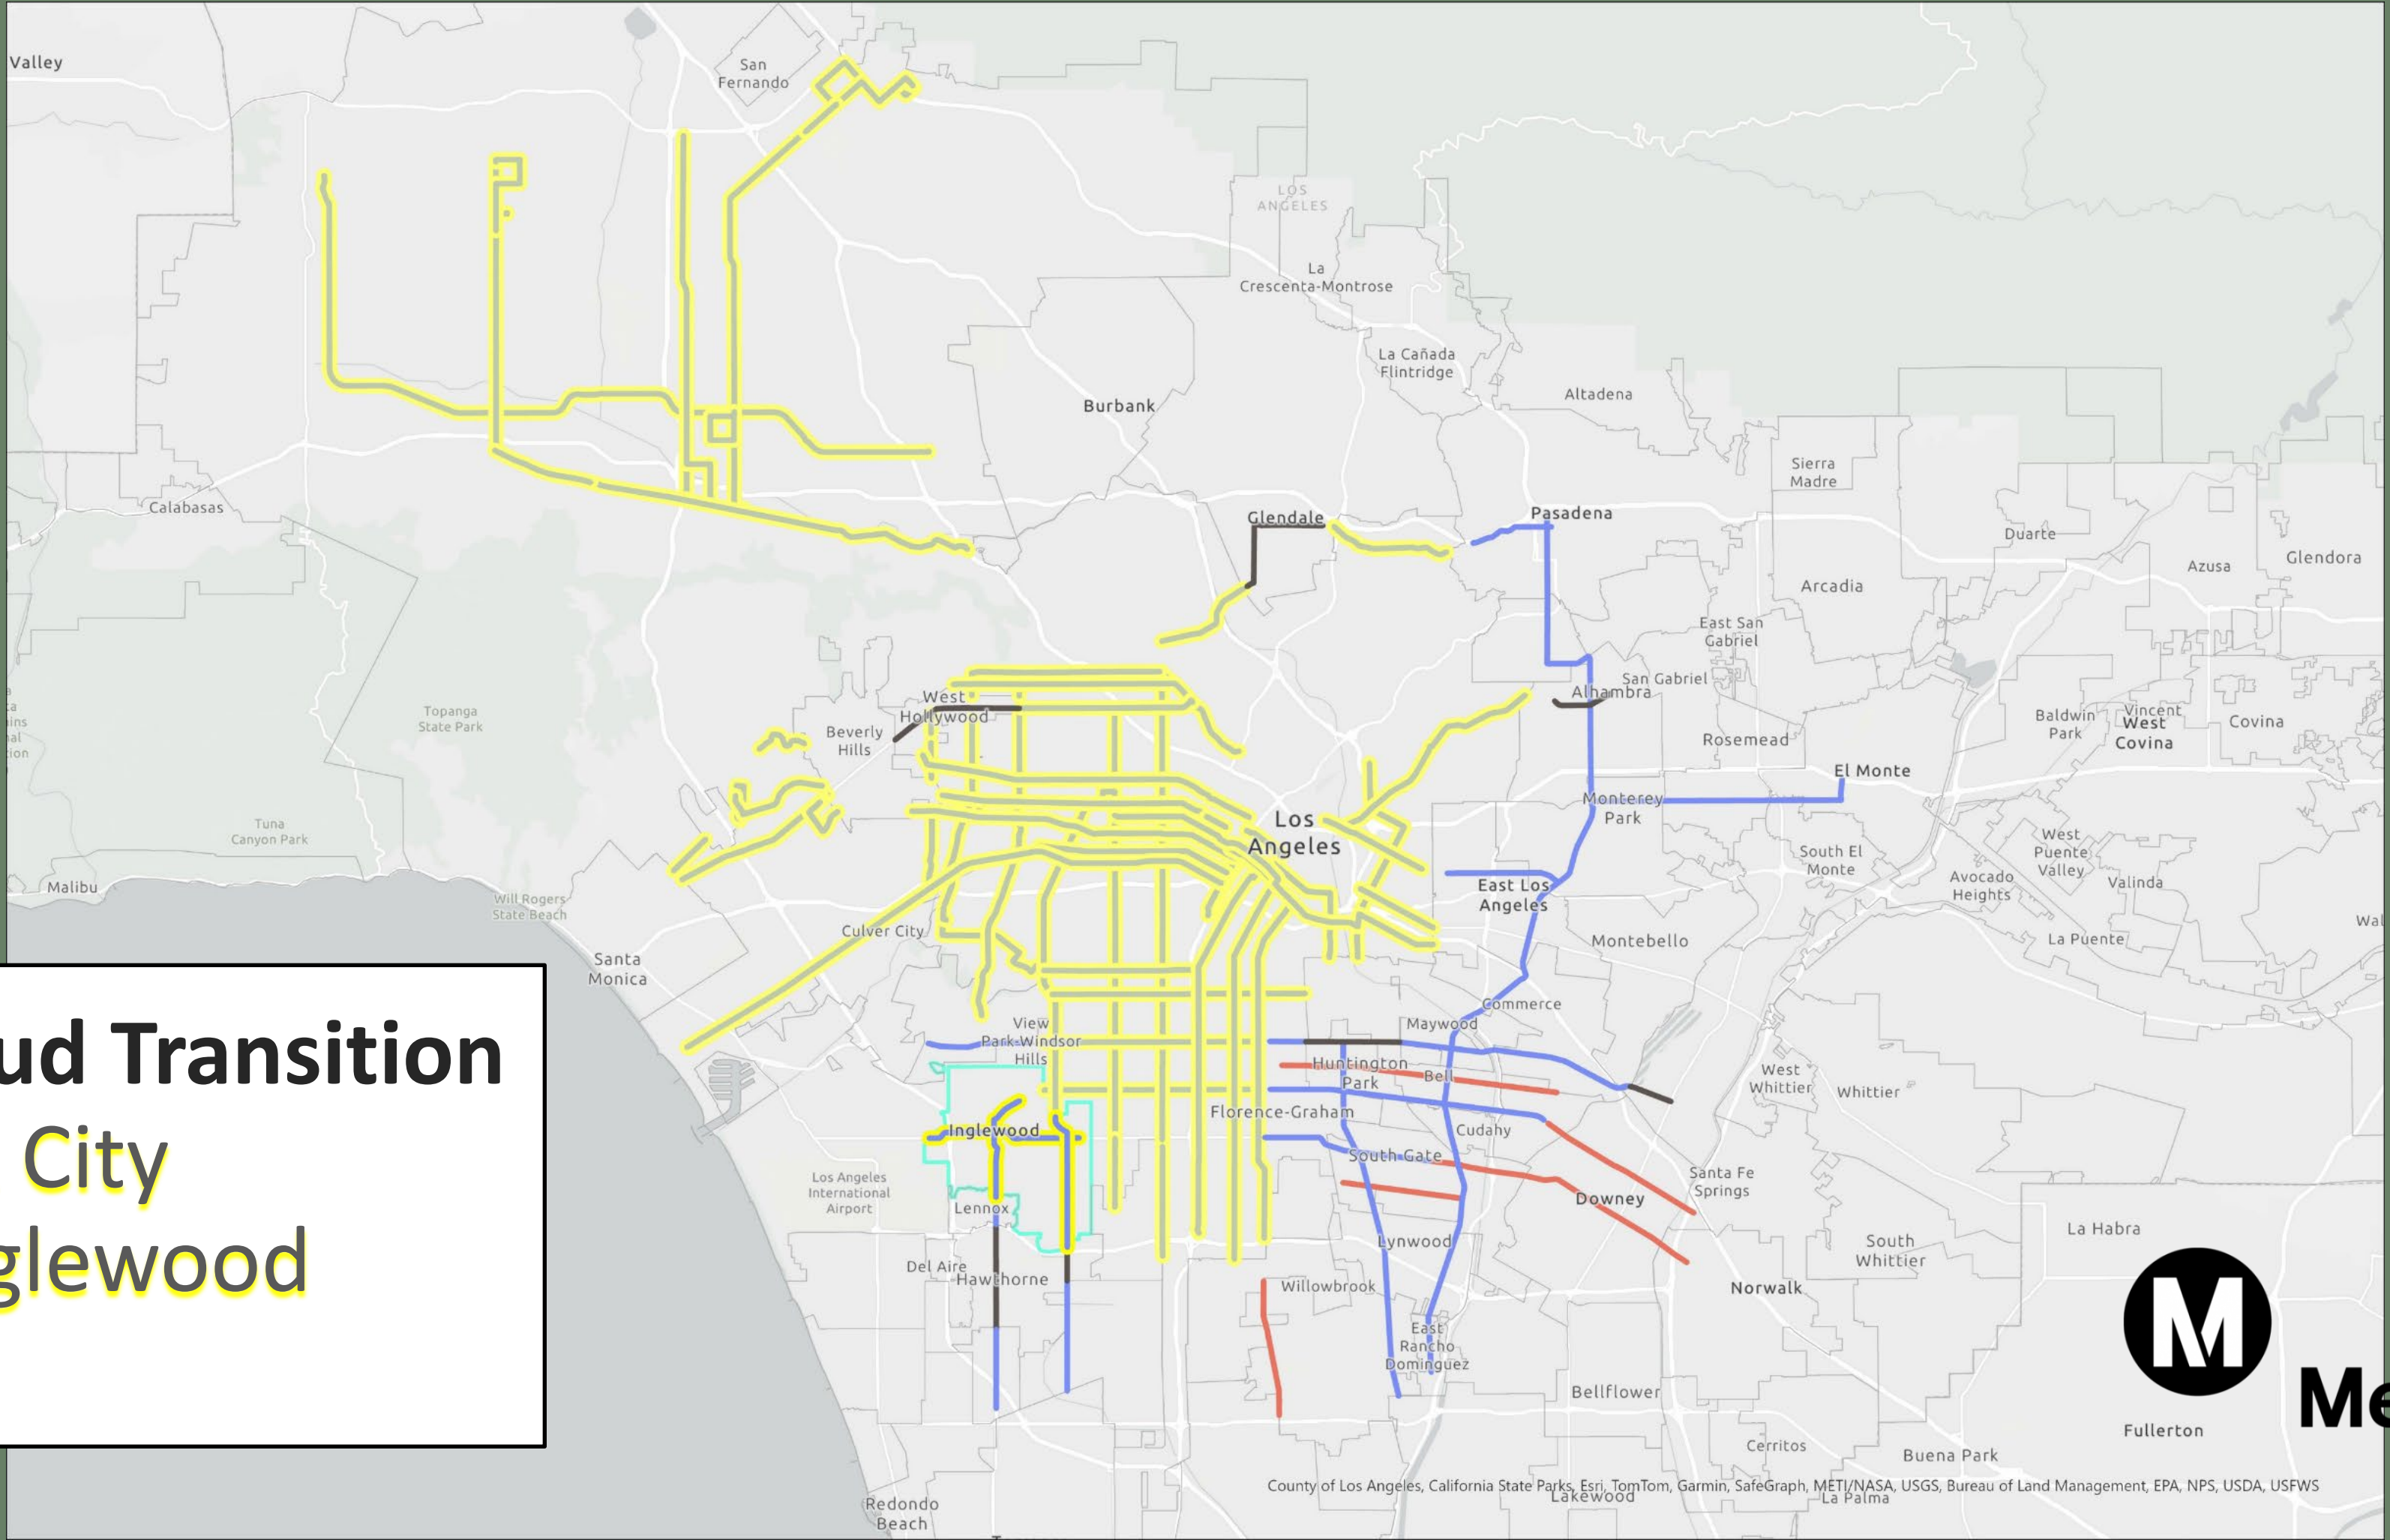 Valley
San
Fernando
LOS
ANGELES
La
Crescenta-Montrose
La Cañada
Flintridge
Altadena
Burbank
Sierra
Madre
Calabasas
Glendale
Pasadena
Duarte
Glendora
Azusa
Arcadia
East San
Gabriel
San Gabriel
Alhambra
West
Hollywood
Topanga
State Park
Beverly
Hills
Rosemead
Baldwin
Park
Vincent
West
Covina
Covina
El Monte
Monterey
Park
Los
Angeles
Tuna
Canyon Park
South El
Monte
West
Puente
Valley
Avocado
Heights
Valinda
Malibu
Will Rogers
State Beach
East Los
Angeles
Culver City
Montebello
La Puente
Wal
Santa
Monica
Commerce
Maywood
View
Park-Windsor
Hills
Huntington
Park
Bell
West
Whittier
Whittier
Florence-Graham
Inglewood
Cudahy
South Gate
Los Angeles
International
Airport
Lennox
Santa Fe
Springs
Downey
La Habra
Lynwood
South
Whittier
Del Aire
Hawthorne
Willowbrook
Norwalk
East
Rancho
Dominguez
Bellflower
Fullerton
Cerritos
Buena Park
Lakewood
La Palma
Redondo
Beach
County of Los Angeles, California State Parks, Esri, TomTom, Garmin, SafeGraph, METI/NASA, USGS, Bureau of Land Management, EPA, NPS, USDA, USFWS
ud Transition
City
glewood
M
Me